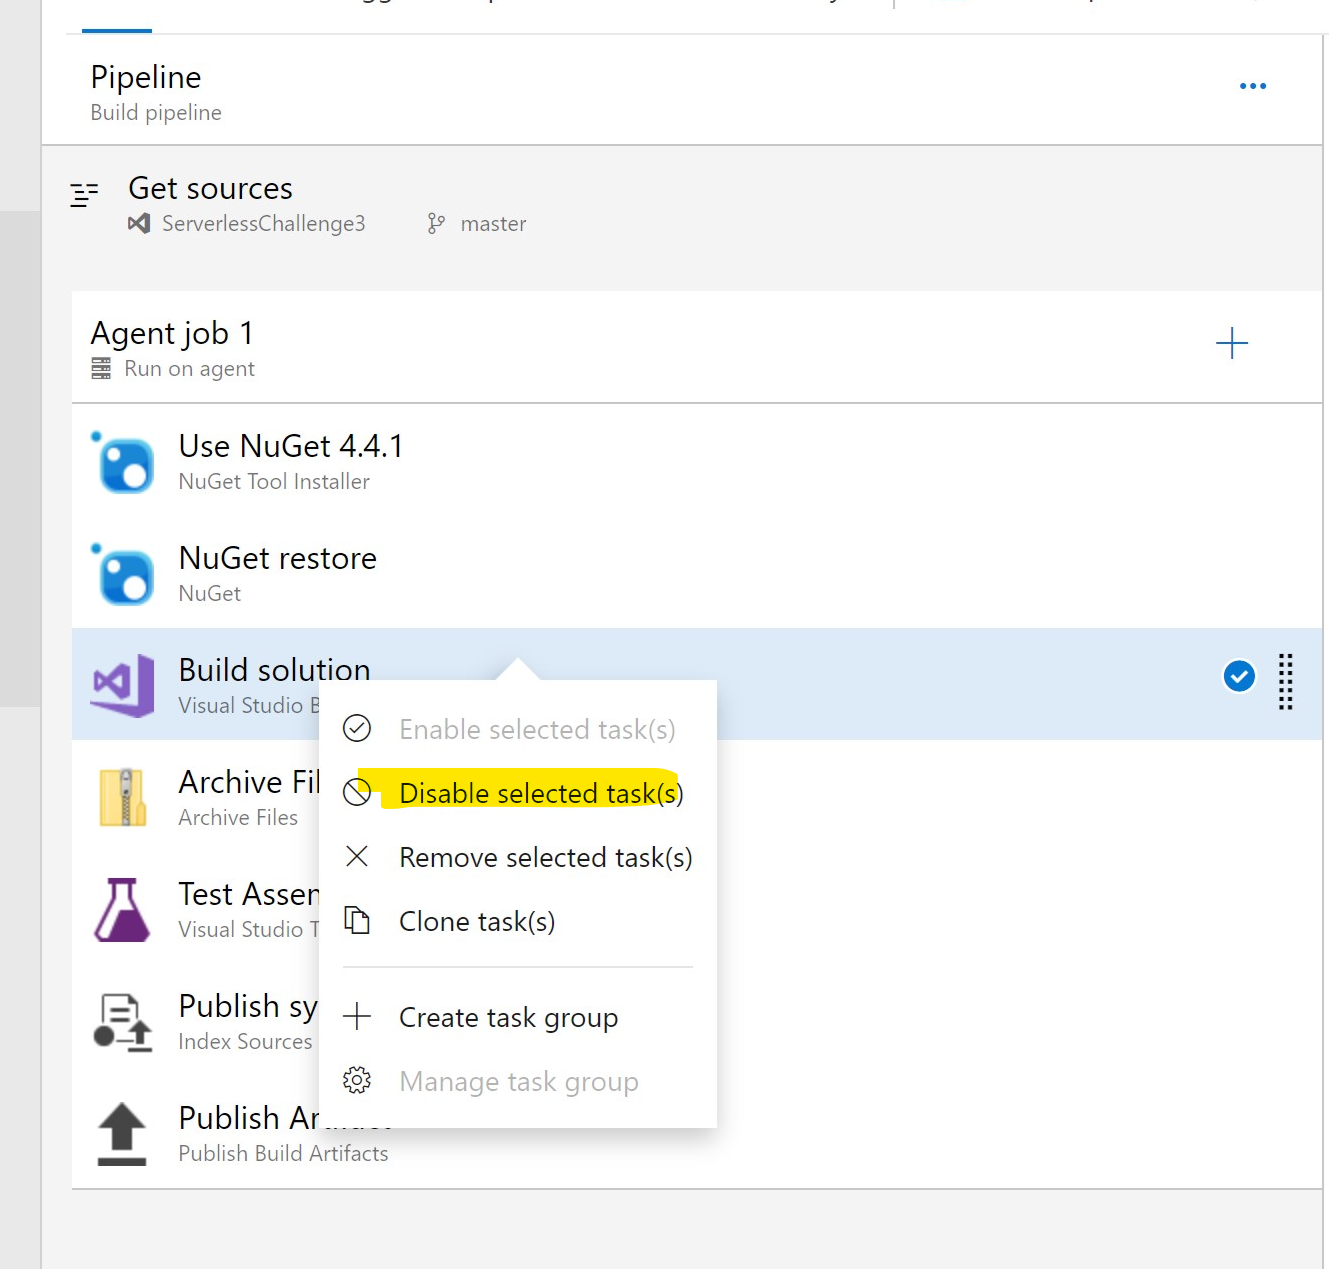 Pipeline
Build pipeline
Get sources
ServerlessChallenge3 master
Agent job 1
Run on agent
Use NuGet 4.4.1
NuGet Tool Installer
NuGet restore
NuGet
Build solution
Visual Studio B
Enable selected task(s)
Disable selected task(s)
Remove selected task(s)
Clone task(s)
Create task group
Manage task group
Archive Fil
Archive Files
Test Assem
Visual Studio T
Publish sy
Index Sources
Publish Artifact
Publish Build Artifacts